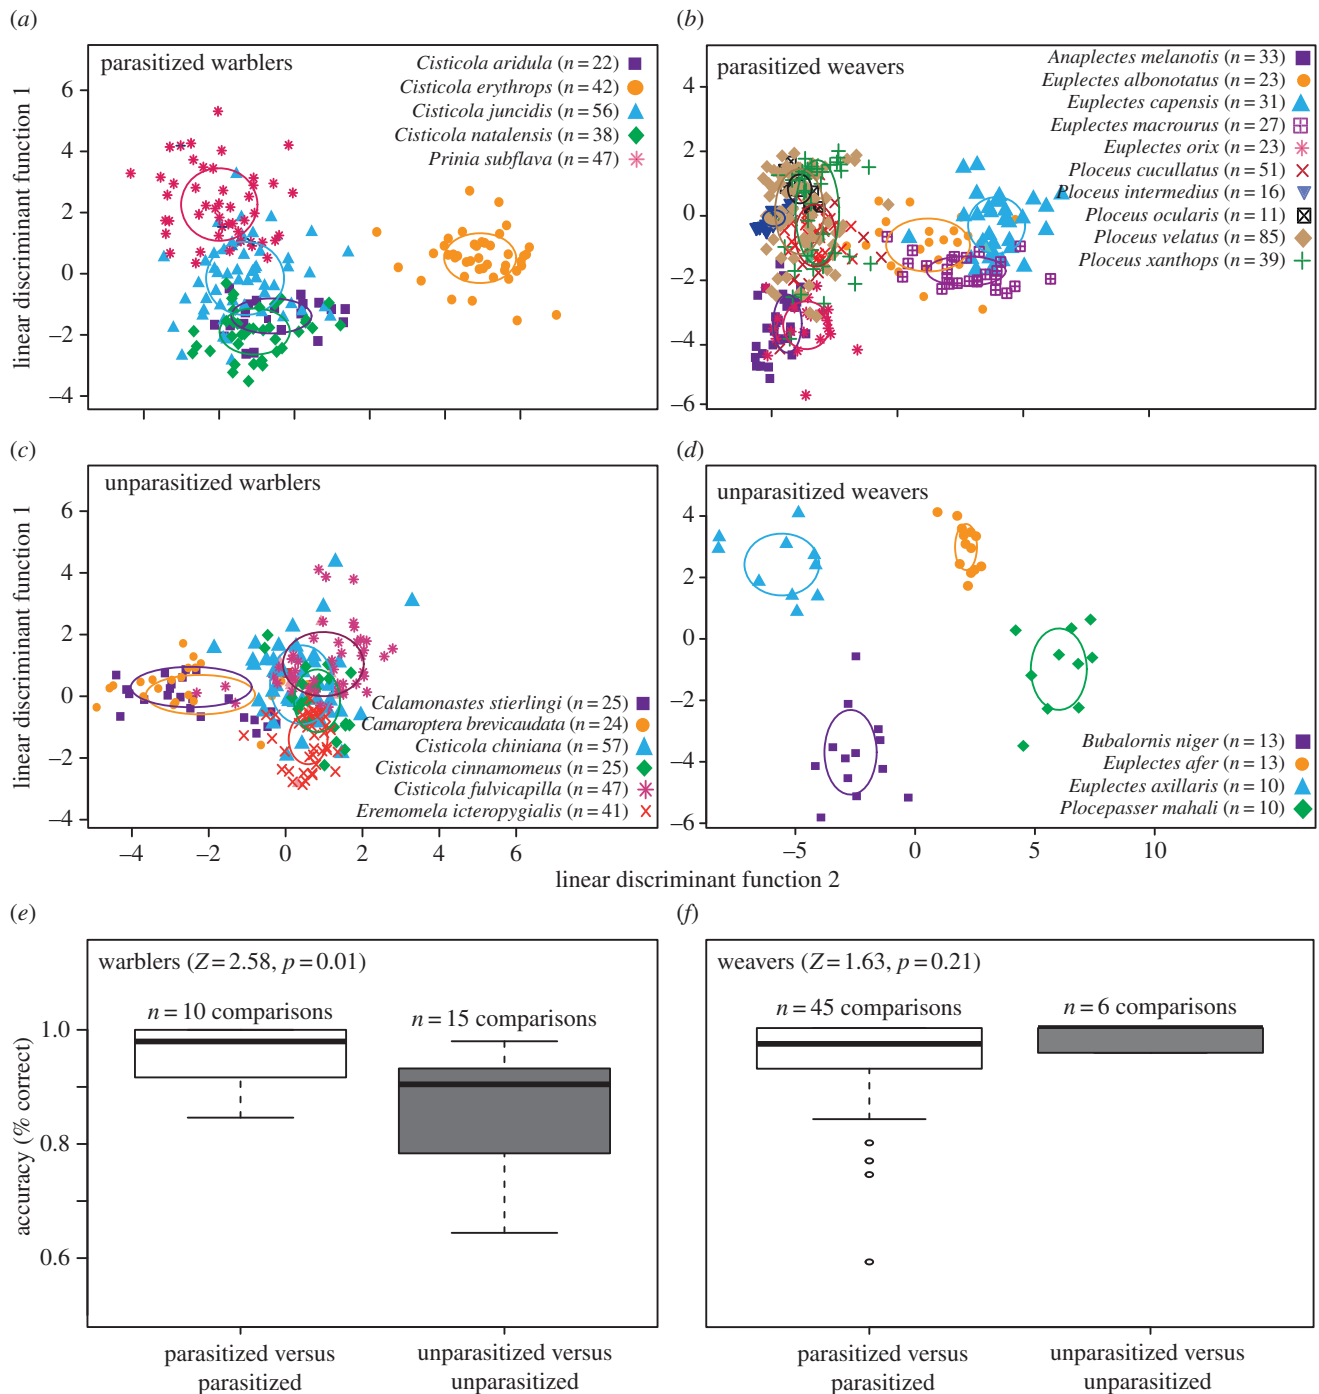 (a)
parasitized warblers
Cisticola aridula (n = 22)
Cisticola erythrops (n = 42)
Cisticola juncidis (n = 56)
Cisticola natalensis (n = 38)
Prinia subflava (n = 47)
6
4
2
0
–2
–4
linear discriminant function 1
(b)
parasitized weavers
Anaplectes melanotis (n = 33)
Euplectes albonotatus (n = 23)
Euplectes capensis (n = 31)
Euplectes macrourus (n = 27)
Euplectes orix (n = 23)
Ploceus cucullatus (n = 51)
Ploceus intermedius (n = 16)
Ploceus ocularis (n = 11)
Ploceus velatus (n = 85)
Ploceus xanthops (n = 39)
4
2
0
–2
–4
–6
(c)
unparasitized warblers
6
4
2
0
–2
–4
linear discriminant function 1
Calamonastes stierlingi (n = 25)
Camaroptera brevicaudata (n = 24)
Cisticola chiniana (n = 57)
Cisticola cinnamomeus (n = 25)
Cisticola fulvicapilla (n = 47)
Eremomela icteropygialis (n = 41)
–4 –2 0 2 4 6
(d)
unparasitized weavers
4
2
0
–2
–4
–6
Bubalornis niger (n = 13)
Euplectes afer (n = 13)
Euplectes axillaris (n = 10)
Plocepasser mahali (n = 10)
–5 0 5 10
linear discriminant function 2
(e)
warblers (Z = 2.58, p = 0.01)
n = 10 comparisons
n = 15 comparisons
1.0
0.8
0.6
accuracy (% correct)
parasitized versus
parasitized
unparasitized versus
unparasitized
(f)
weavers (Z = 1.63, p = 0.21)
n = 45 comparisons
n = 6 comparisons
parasitized versus
parasitized
unparasitized versus
unparasitized